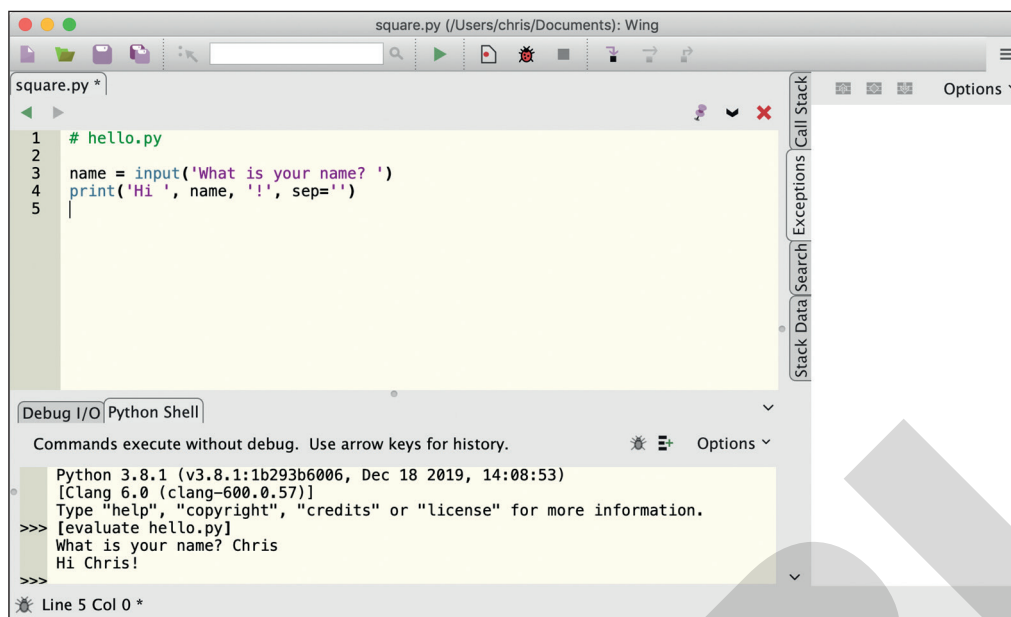 square.py (/Users/chris/Documents): Wing
square.py *
1 # hello.py
2
3 name = input('What is your name? ')
4 print('Hi ', name, '!', sep='')
5
Call Stack
Exceptions
Search
Stack Data
Options
Debug I/O Python Shell
Commands execute without debug. Use arrow keys for history.
Options
Python 3.8.1 (v3.8.1:1b293b6006, Dec 18 2019, 14:08:53)
[Clang 6.0 (clang-600.0.57)]
Type "help", "copyright", "credits" or "license" for more information.
>>> [evaluate hello.py]
What is your name? Chris
Hi Chris!
>>>
Line 5 Col 0 *